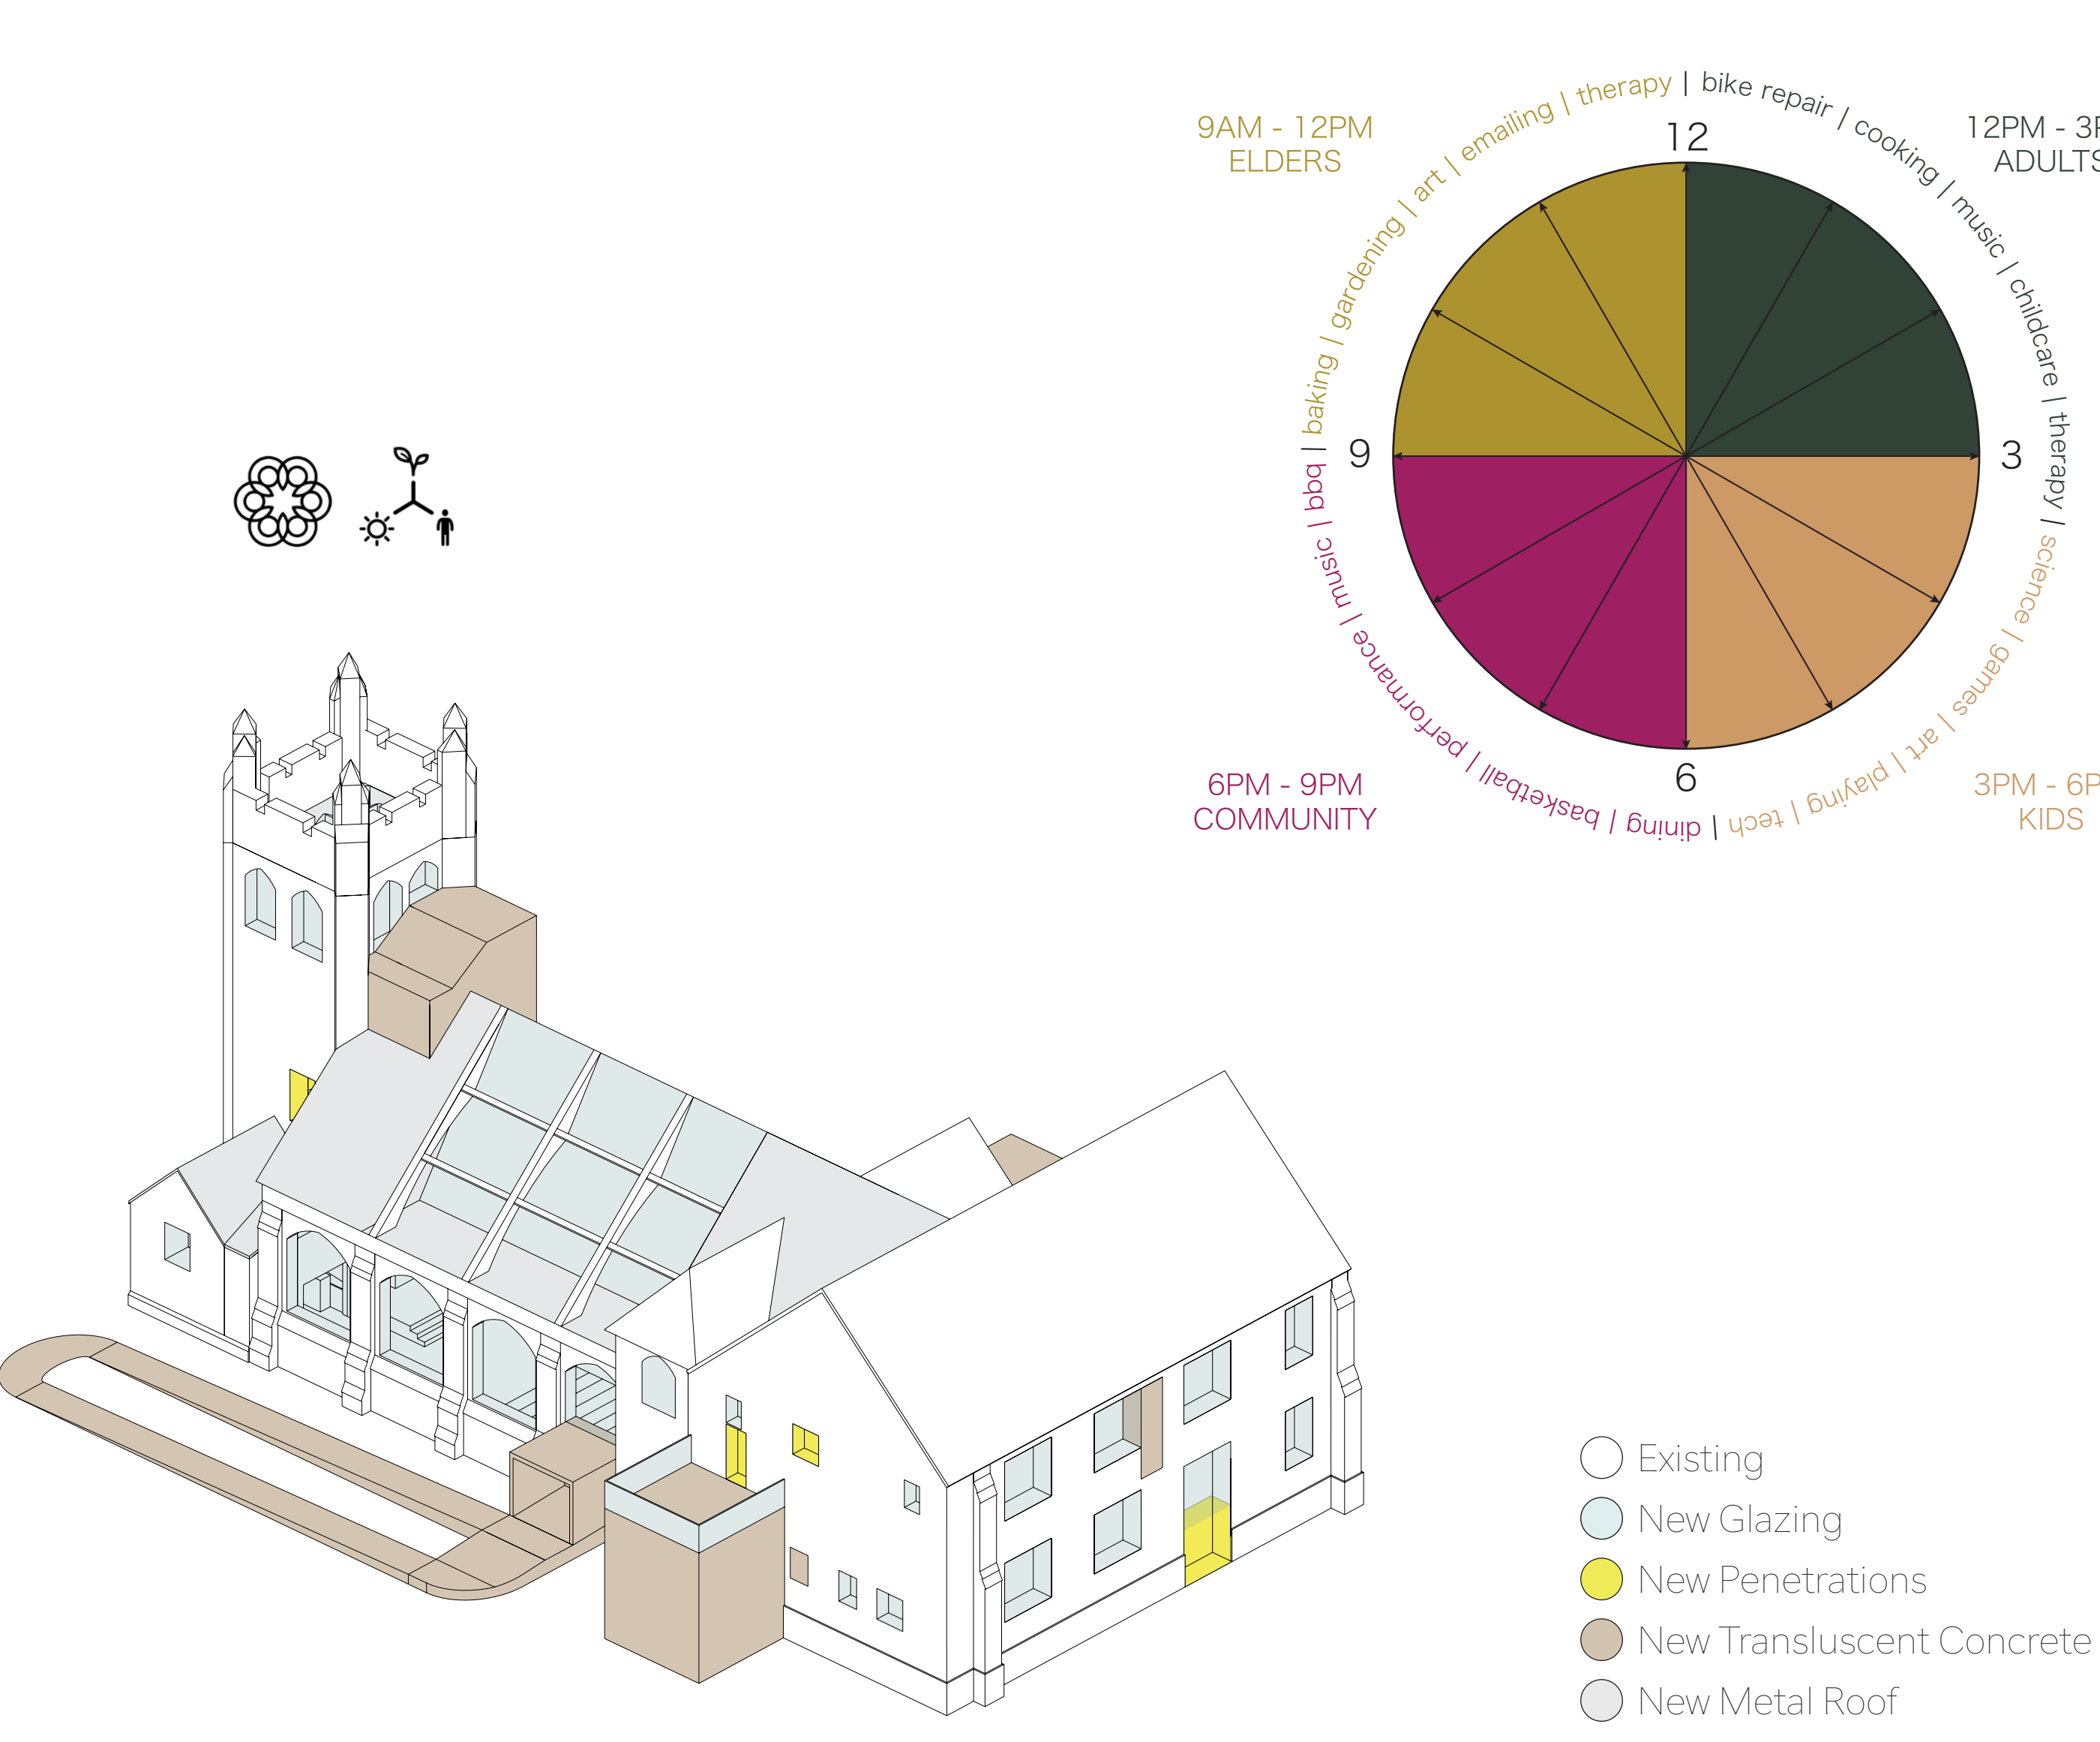 9AM - 12PM
ELDERS
12PM - 3P
ADULTS
baking | gardening | art | emailing | therapy |
bike repair | cooking | music | childcare | therapy |
science | games | art | playing | tech |
dining | basketball | performance | music | bbq |
12
9
3
6
6PM - 9PM
COMMUNITY
3PM - 6P
KIDS
Existing
New Glazing
New Penetrations
New Transluscent Concrete
New Metal Roof